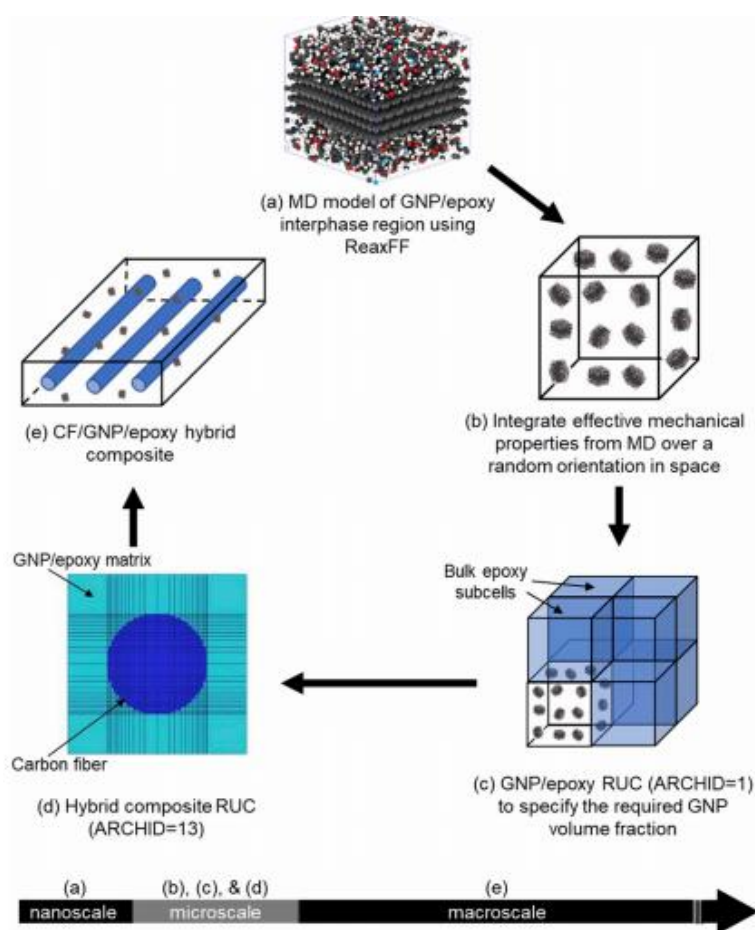 (a) MD model of GNP/epoxy
interphase region using
ReaxFF
(b) Integrate effective mechanical
properties from MD over a
random orientation in space
(e) CF/GNP/epoxy hybrid
composite
GNP/epoxy matrix
Bulk epoxy
subcells
Carbon fiber
(c) GNP/epoxy RUC (ARCHID=1)
to specify the required GNP
volume fraction
(d) Hybrid composite RUC
(ARCHID=13)
(a) (b), (c), & (d) (e)
nanoscale microscale macroscale